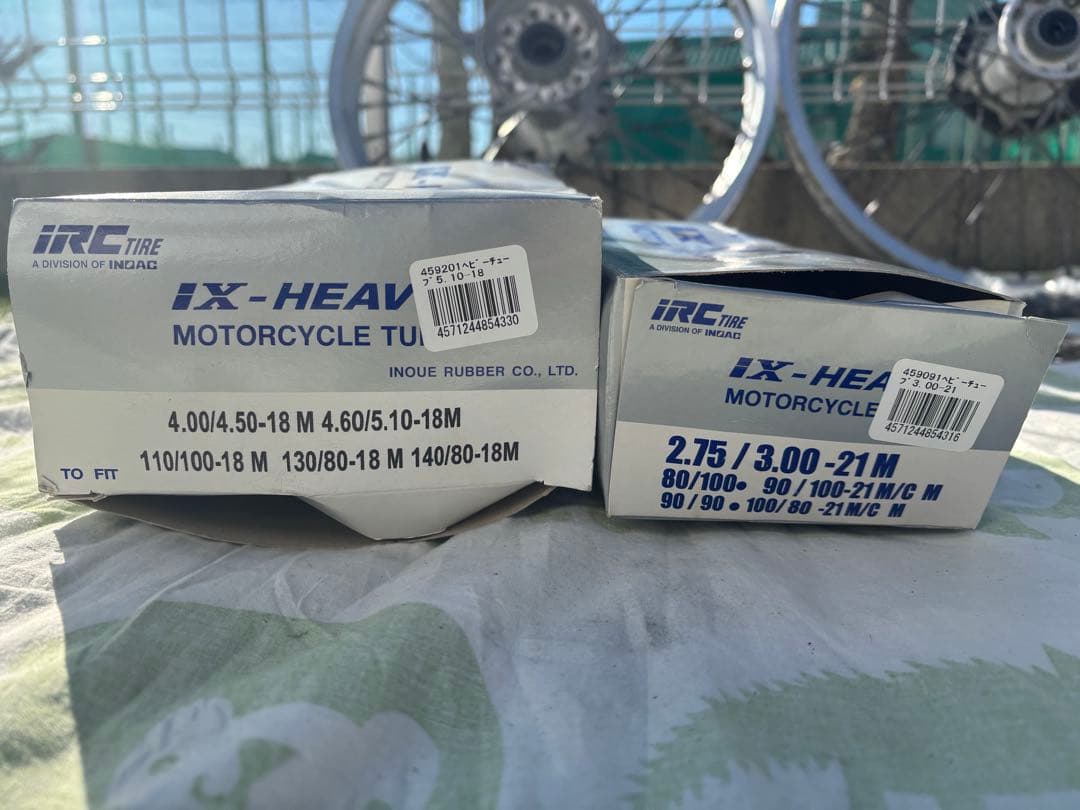 IRC TIRE
A DIVISION OF INOAC
459201ヘビーチュー
ブ5.10-18
4571244854330
IX-HEAV
MOTORCYCLE TU
INOUE RUBBER CO., LTD.
4.00/4.50-18 M 4.60/5.10-18M
110/100-18 M 130/80-18 M 140/80-18M
TO FIT
IRC TIRE
A DIVISION OF INOAC
459091ヘビーチュー
ブ3.00-21
4571244854316
IX-HEA
MOTORCYCLE
2.75 / 3.00 -21 M
80/100• 90 / 100-21 M/C M
90 / 90 • 100 / 80 -21 M/C M